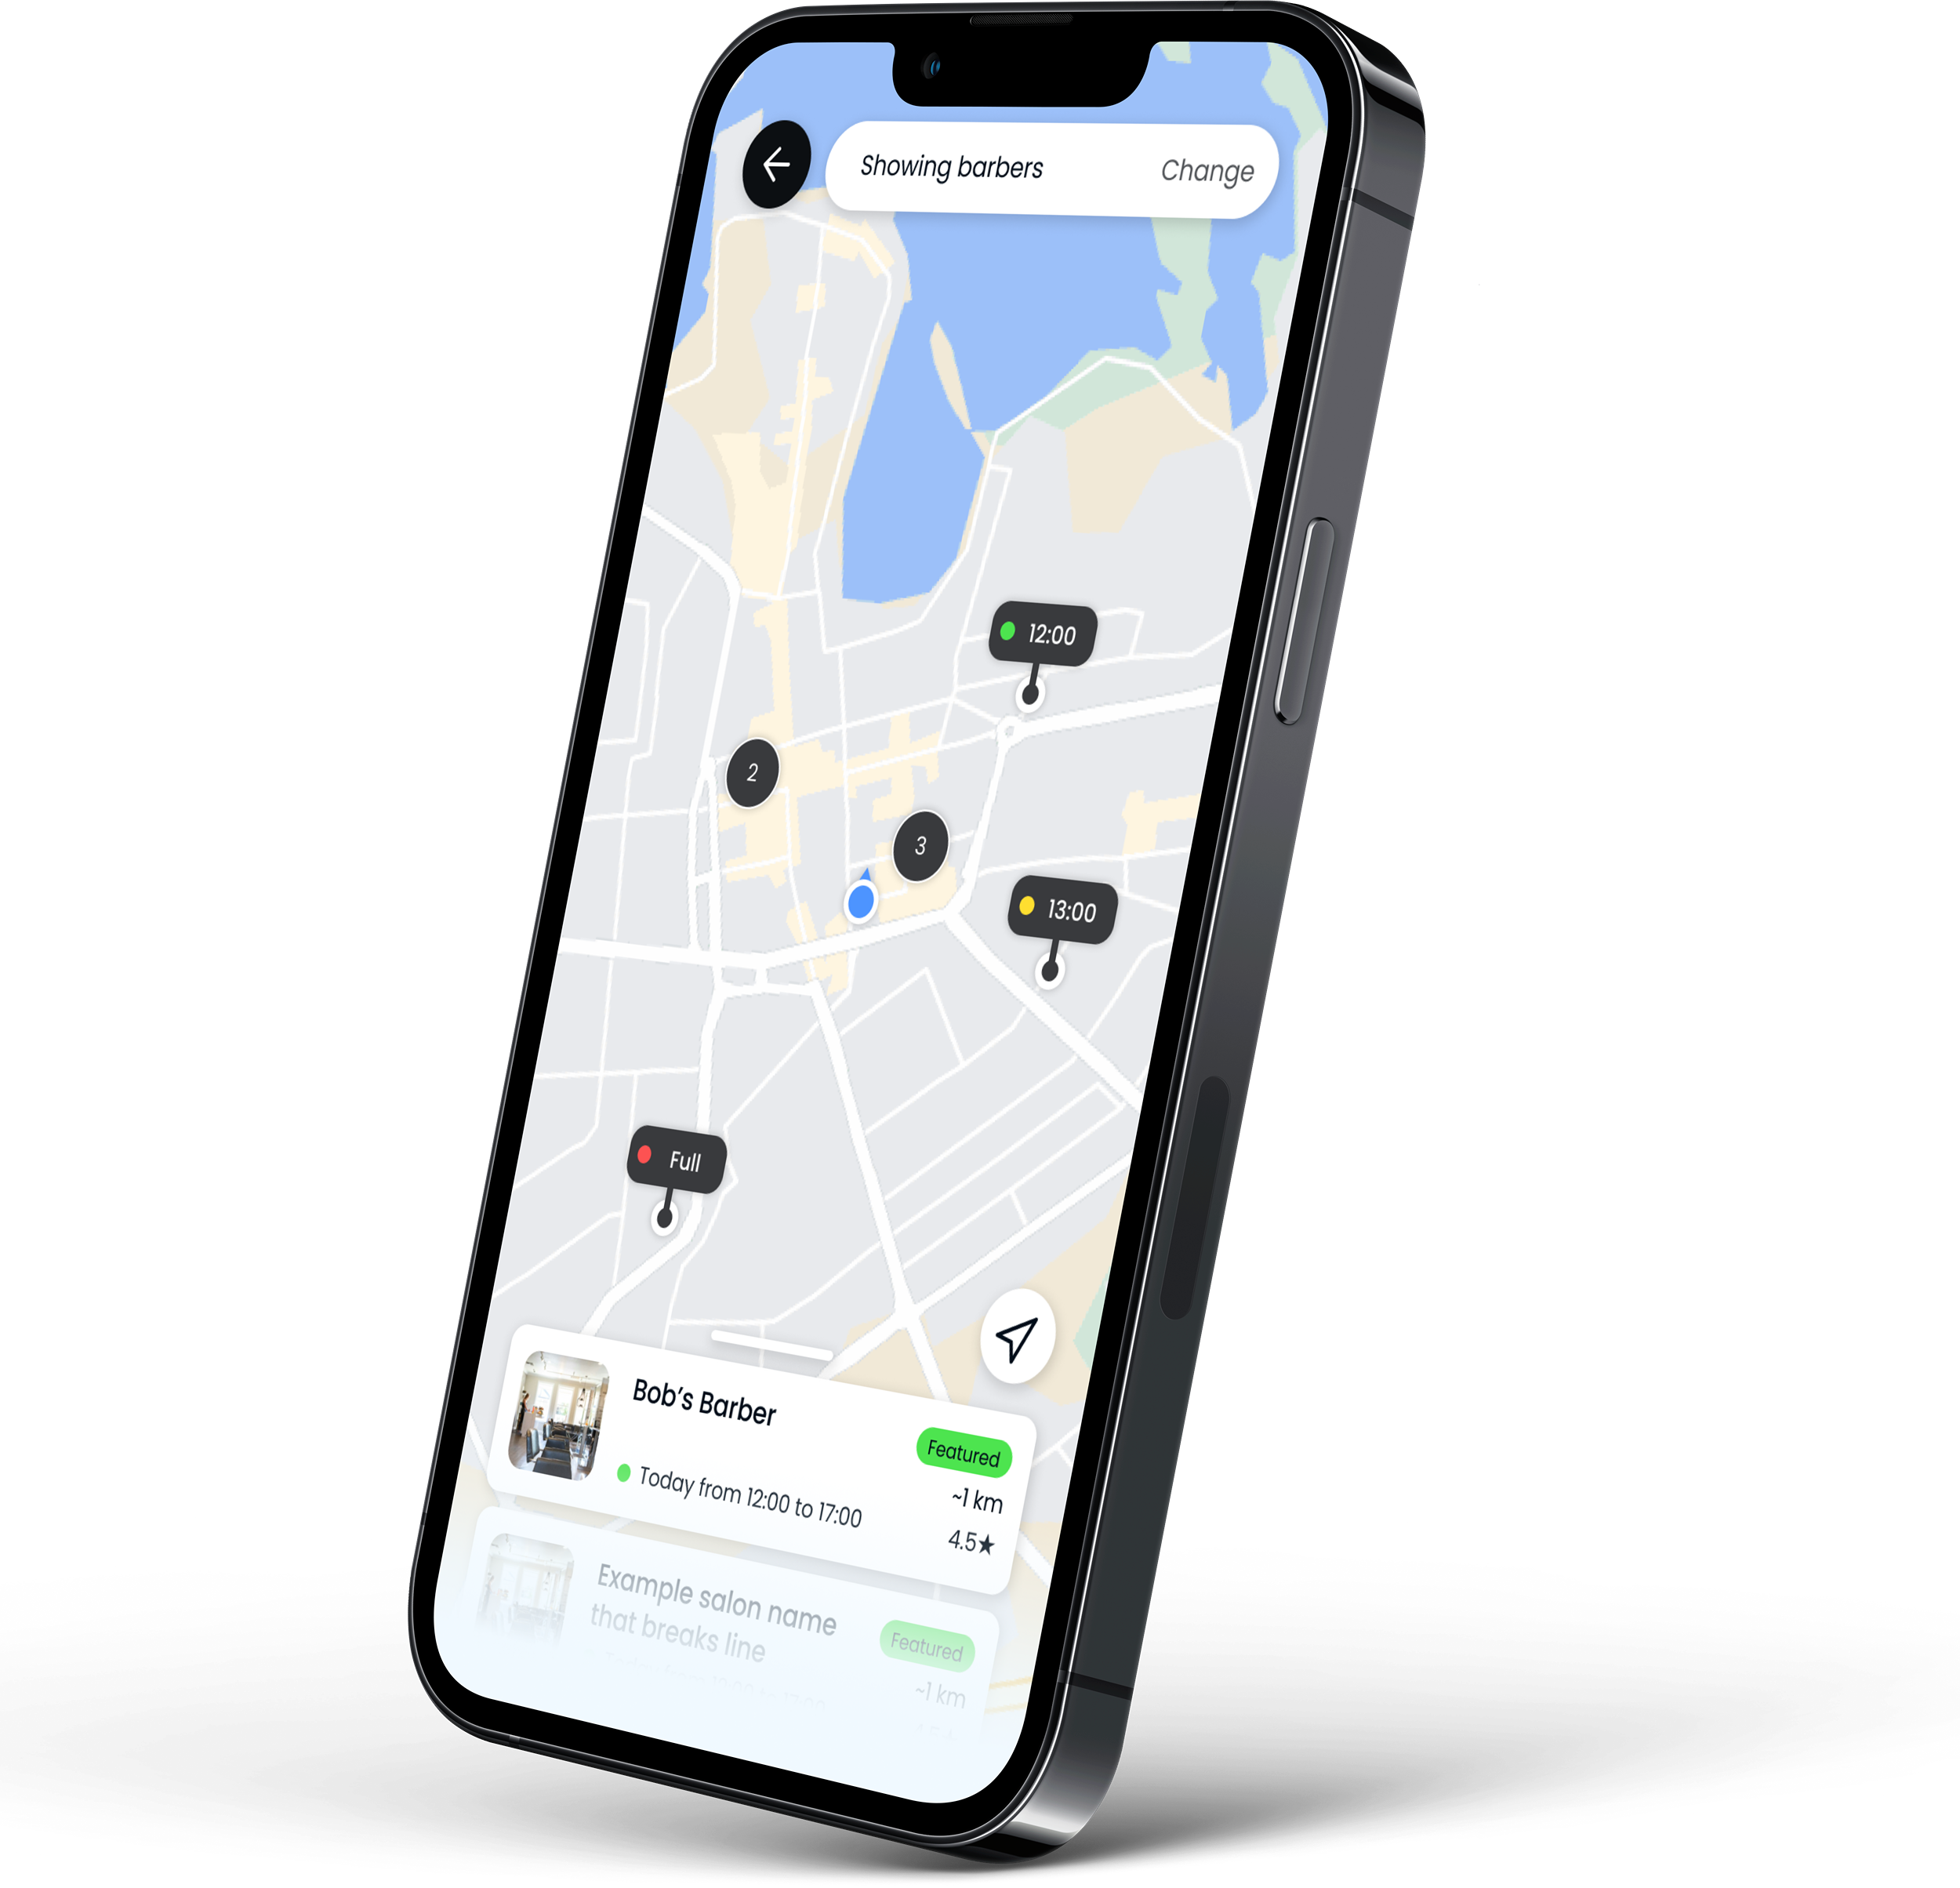 Showing barbers
Change
12:00
2
3
13:00
Full
Bob's Barber
Featured
Today from 12:00 to 17:00
~1 km
4.5★
Example salon name
that breaks line
Featured
~1 km